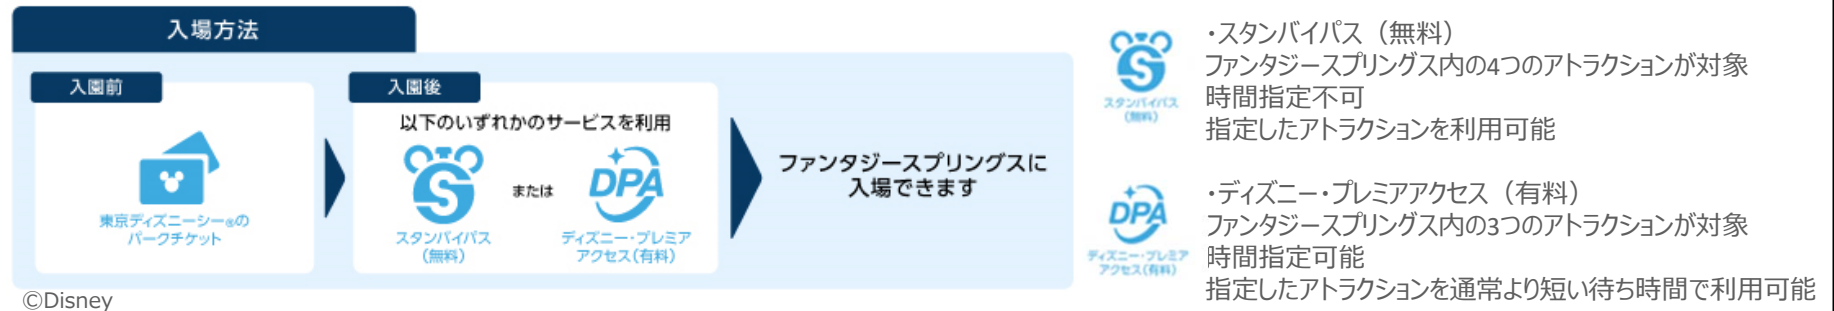 入場方法
入園前
東京ディズニーシー®の
パークチケット
入園後
以下のいずれかのサービスを利用
S
スタンバイパス
(無料)
または
DPA
ディズニー・プレミア
アクセス(有料)
ファンタジースプリングスに
入場できます
©Disney
S
スタンバイパス
(無料)
・スタンバイパス（無料）
ファンタジースプリングス内の4つのアトラクションが対象
時間指定不可
指定したアトラクションを利用可能
DPA
ディズニー・プレミア
アクセス(有料)
・ディズニー・プレミアアクセス（有料）
ファンタジースプリングス内の3つのアトラクションが対象
時間指定可能
指定したアトラクションを通常より短い待ち時間で利用可能